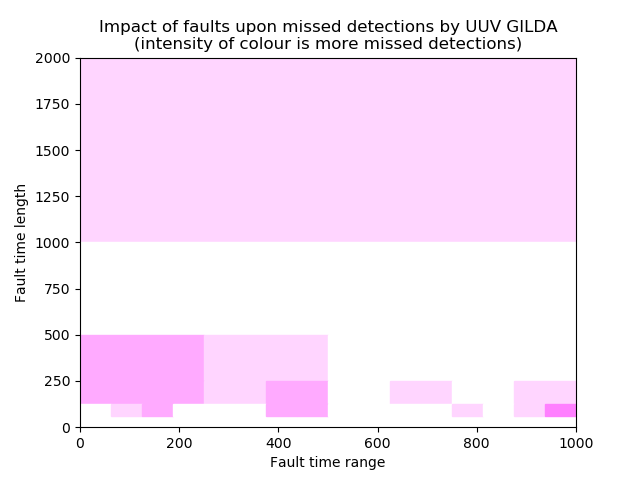 Impact of faults upon missed detections by UUV GILDA
(intensity of colour is more missed detections)
2000
1750
1500
1250
1000
750
500
250
0
Fault time length
0 200 400 600 800 1000
Fault time range